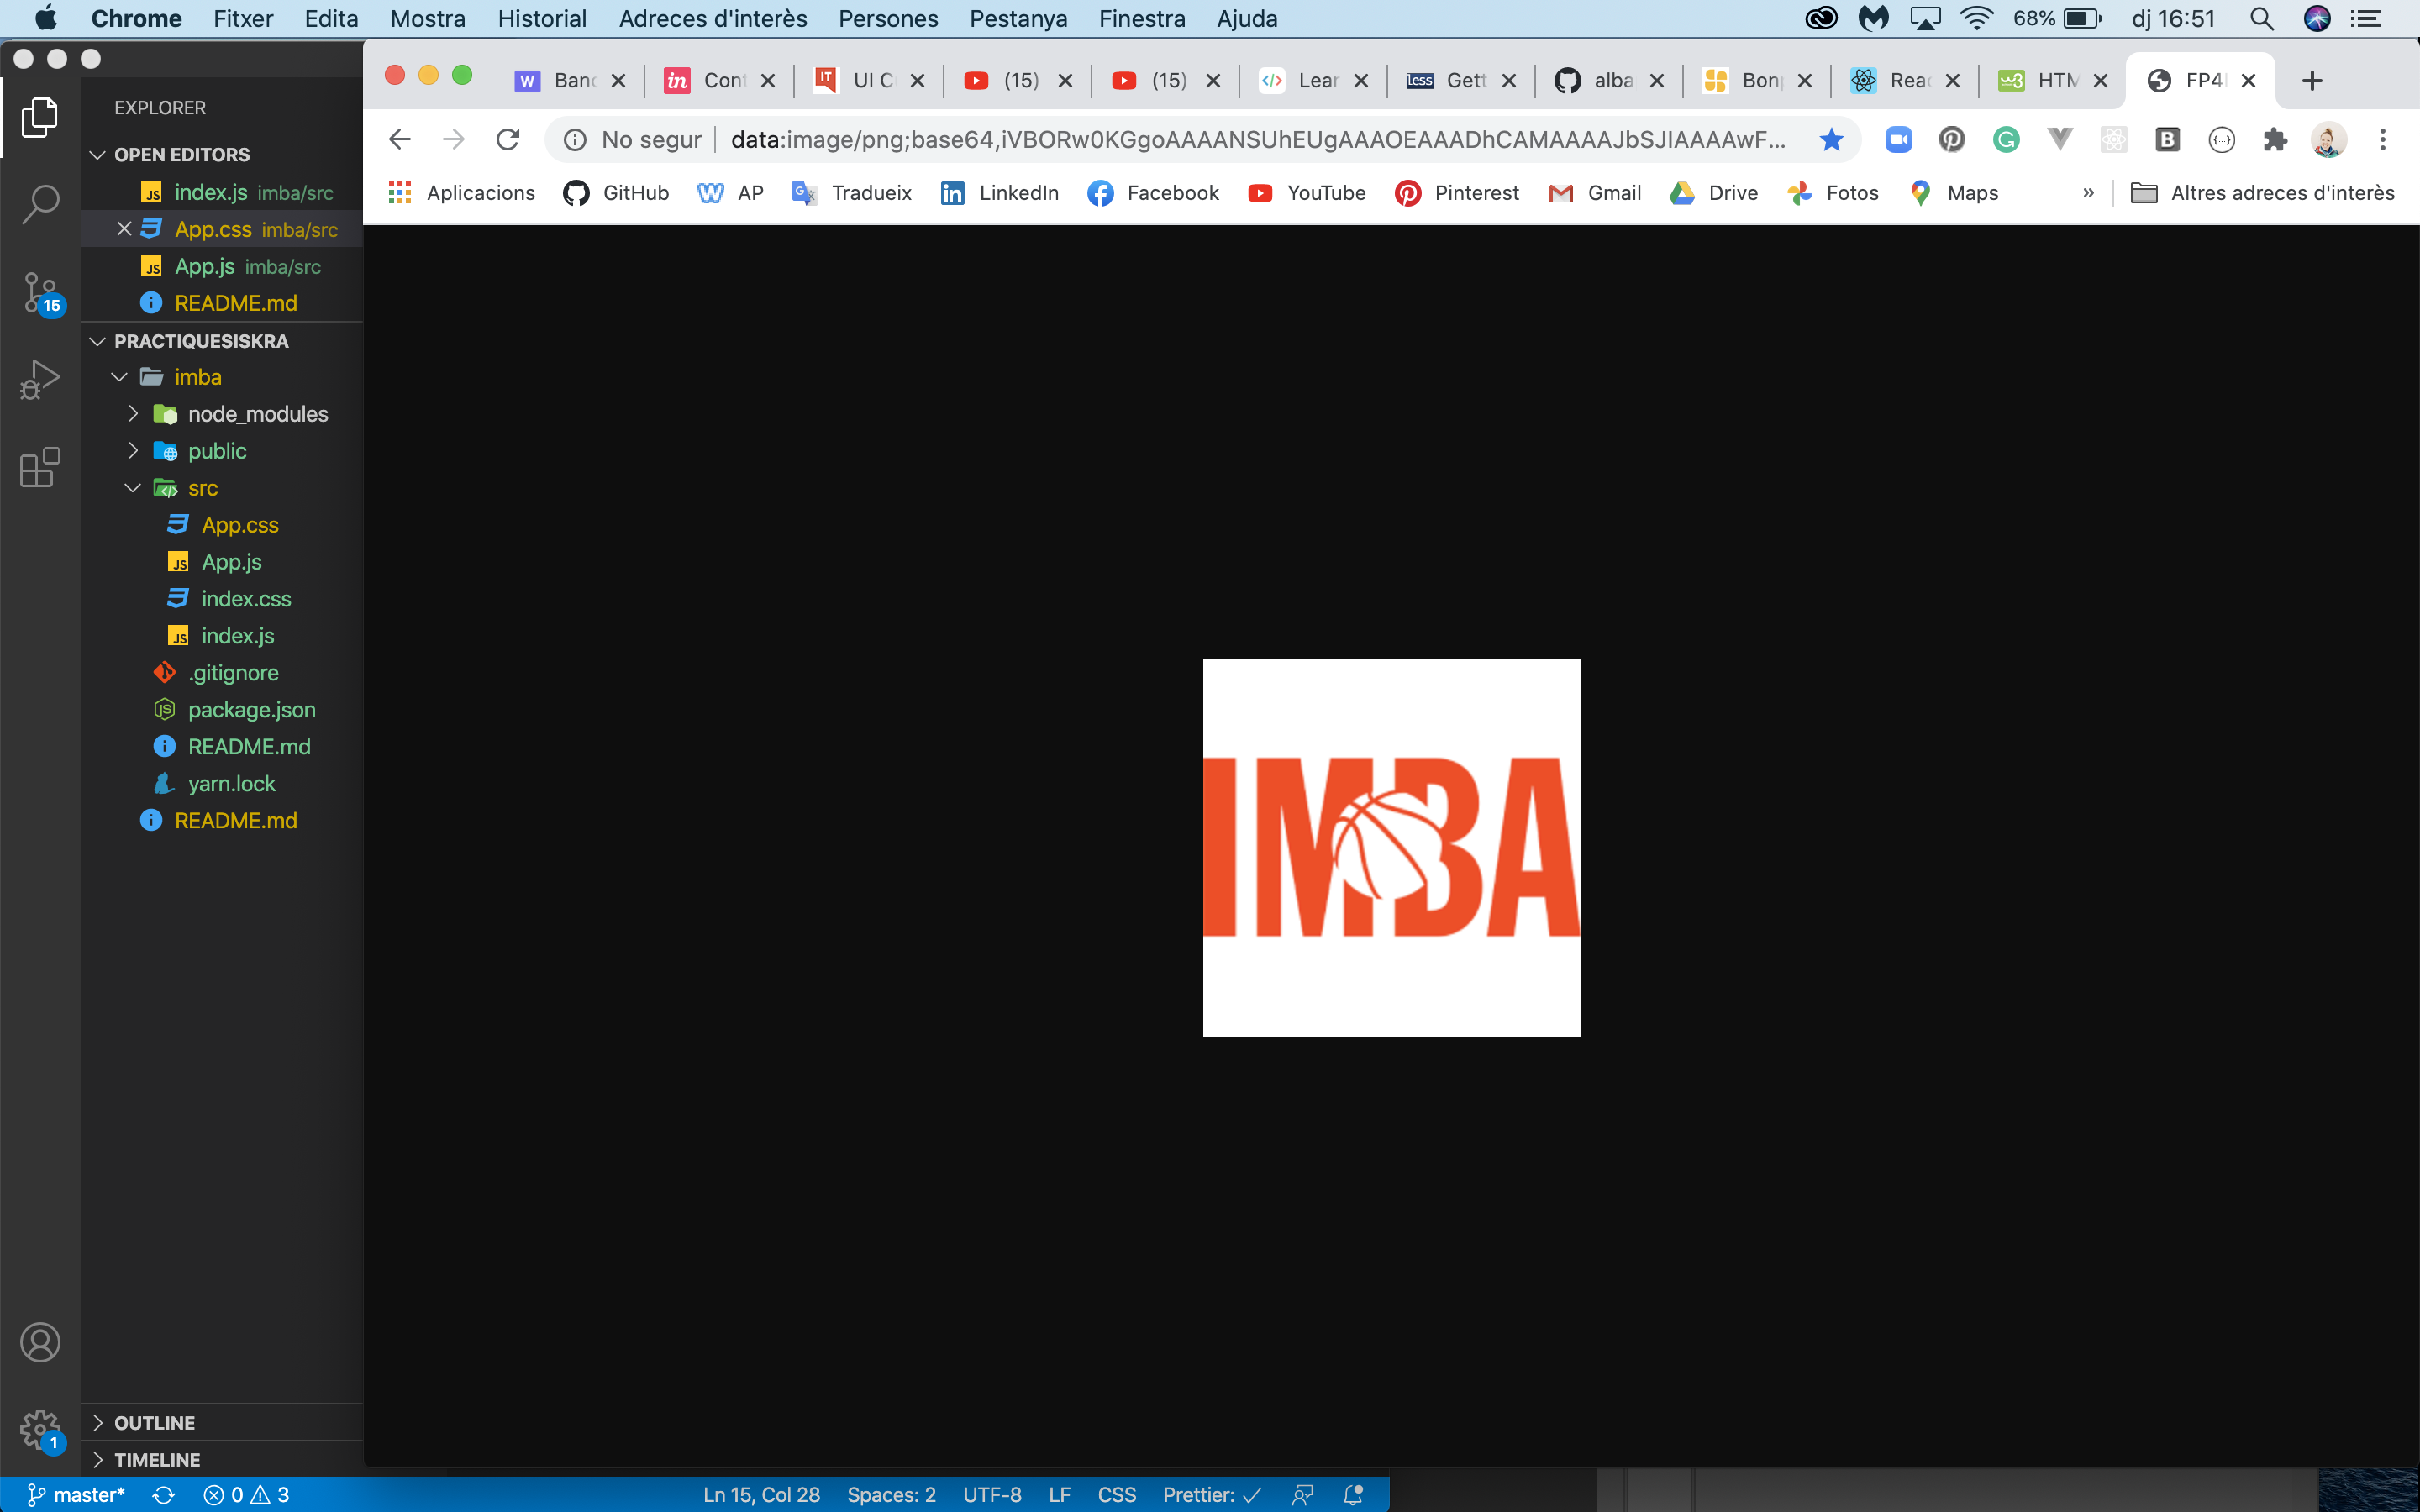 Chrome Fitxer Edita Mostra Historial Adreces d'interès Persones Pestanya Finestra Ajuda 68% dj 16:51
Banc Cont UI C (15) (15) Lear Gett alba Bon Reac HTM FP4
No segur data:image/png;base64,iVBORw0KGgoAAAANSUhEUgAAAOEAAADhCAMAAAAJbSJIAAAAwF...
Aplicacions GitHub AP Tradueix LinkedIn Facebook YouTube Pinterest Gmail Drive Fotos Maps » Altres adreces d'interès
EXPLORER
OPEN EDITORS
index.js imba/src
App.css imba/src
App.js imba/src
README.md
15
PRACTIQUESISKRA
imba
node_modules
public
src
App.css
App.js
index.css
index.js
.gitignore
package.json
README.md
yarn.lock
README.md
IMBA
OUTLINE
1
TIMELINE
master* 0 3 Ln 15, Col 28 Spaces: 2 UTF-8 LF CSS Prettier: ✓